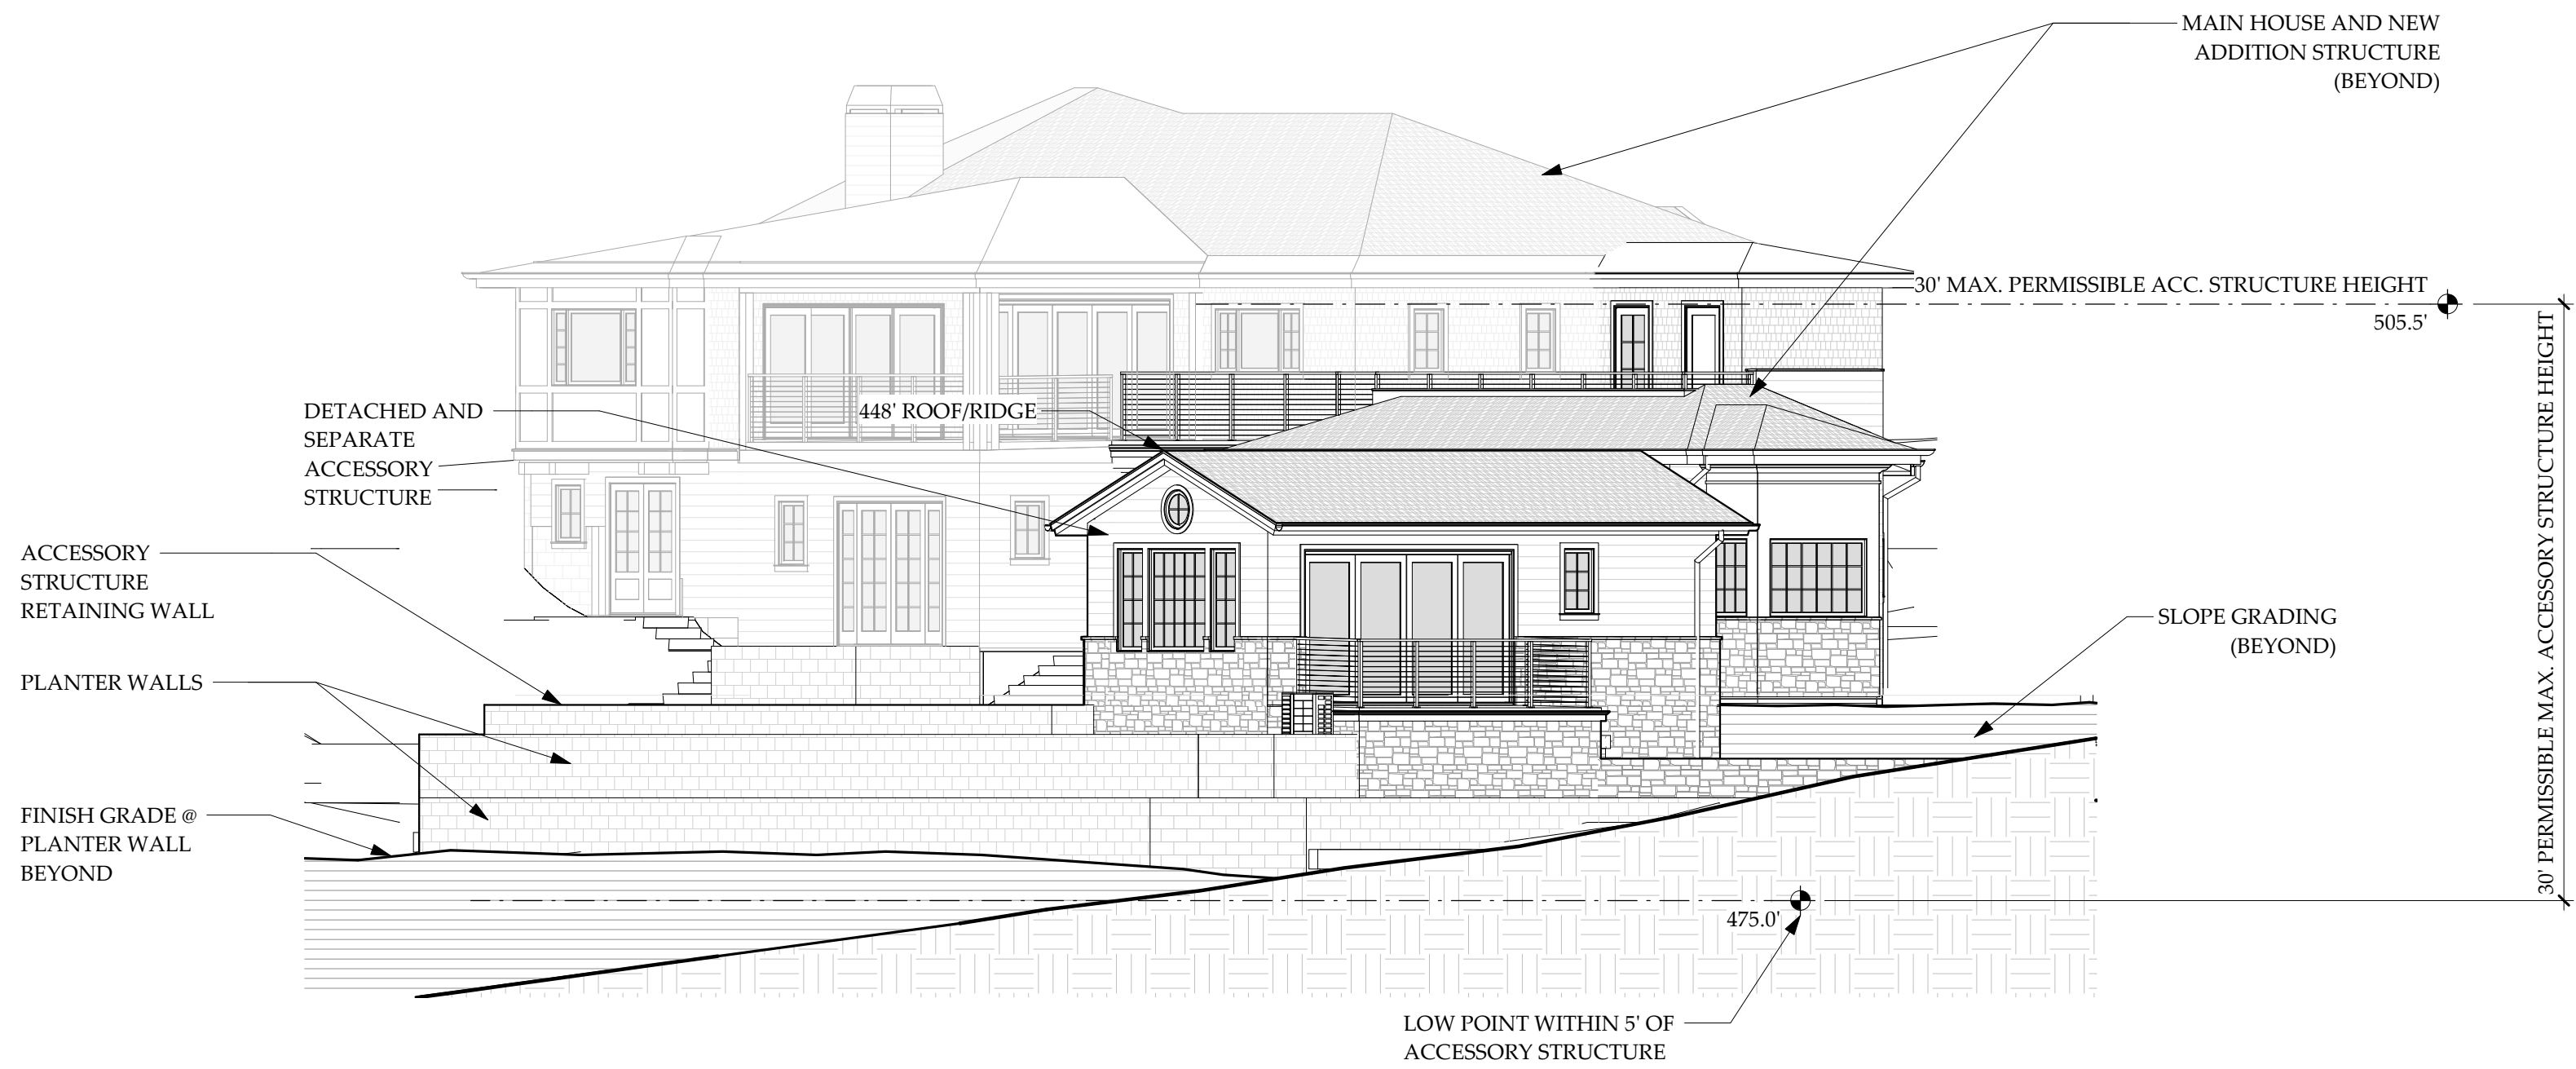 MAIN HOUSE AND NEW
ADDITION STRUCTURE
(BEYOND)
30' MAX. PERMISSIBLE ACC. STRUCTURE HEIGHT
505.5'
30' PERMISSIBLE MAX. ACCESSORY STRUCTURE HEIGHT
DETACHED AND
SEPARATE
ACCESSORY
STRUCTURE
448' ROOF/RIDGE
ACCESSORY
STRUCTURE
RETAINING WALL
SLOPE GRADING
(BEYOND)
PLANTER WALLS
FINISH GRADE @
PLANTER WALL
BEYOND
475.0'
LOW POINT WITHIN 5' OF
ACCESSORY STRUCTURE